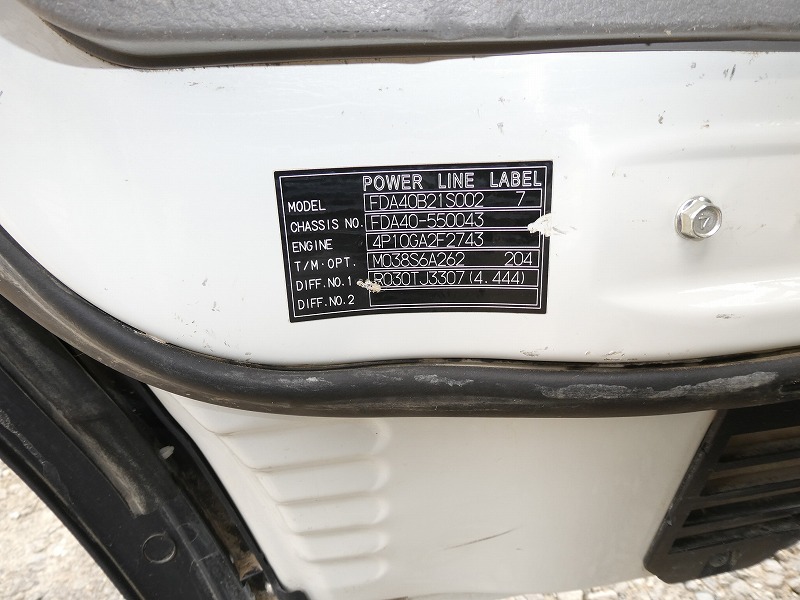 POWER LINE LABEL
MODEL FDA40B21S002 7
CHASSIS NO. FDA40-550043
ENGINE 4P10GA2F2743
T/M·OPT. M038S6A262 204
DIFF.NO.1 R030TJ3307(4.444)
DIFF.NO.2
7